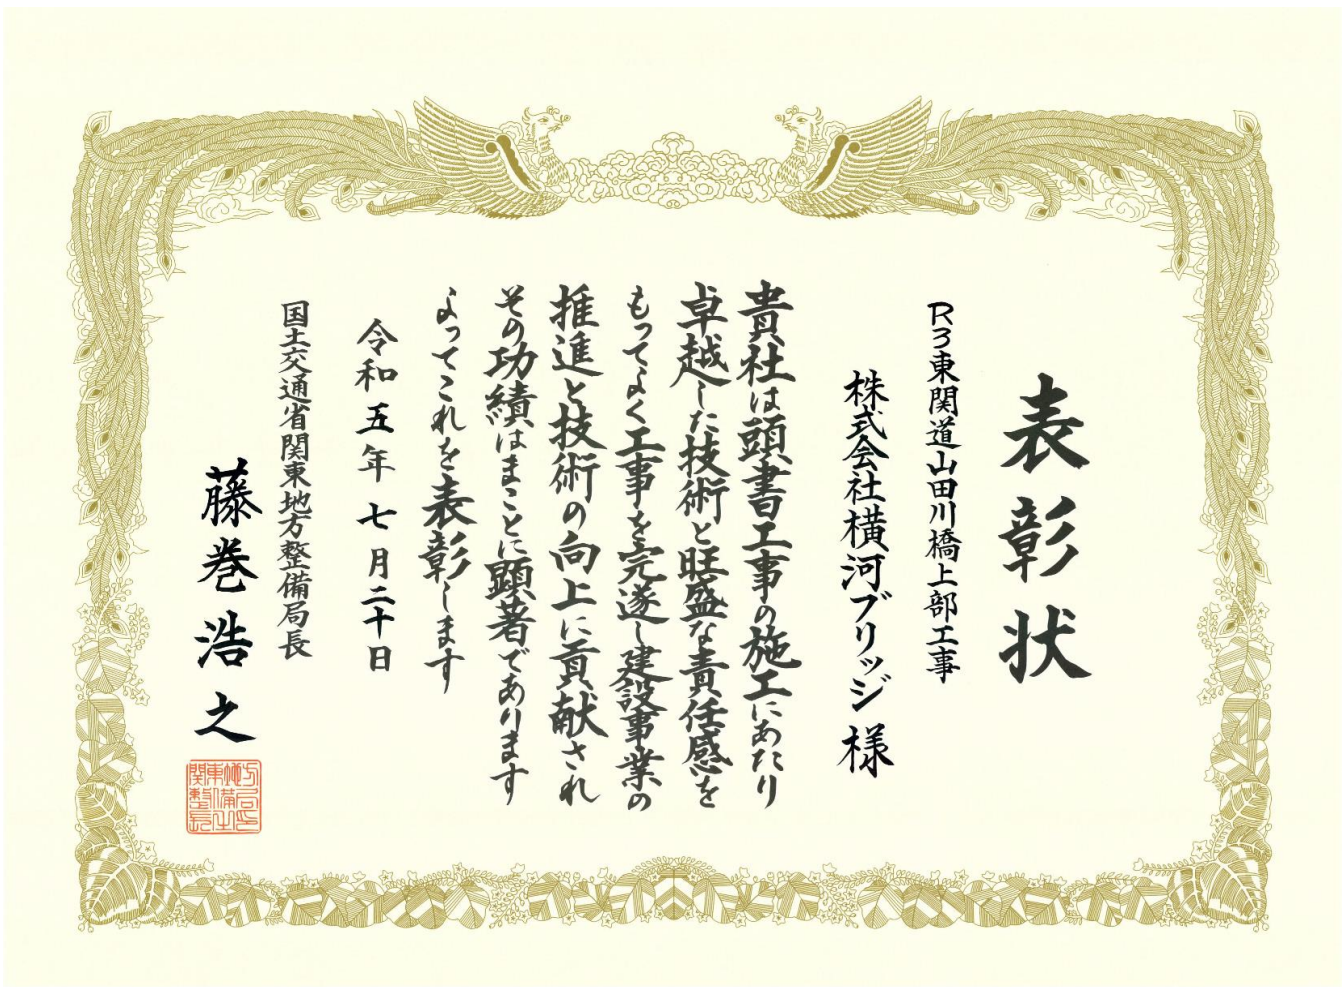 表彰状
R3東関道山田川橋上部工事
株式会社横河ブリッジ様
貴社は頭書工事の施工にあたり
卓越した技術と旺盛な責任感を
もってよく工事を完遂し建設事業の
推進と技術の向上に貢献され
その功績はまことに顕著であります
よってこれを表彰します
令和五年七月二十日
国土交通省関東地方整備局長
藤巻浩之